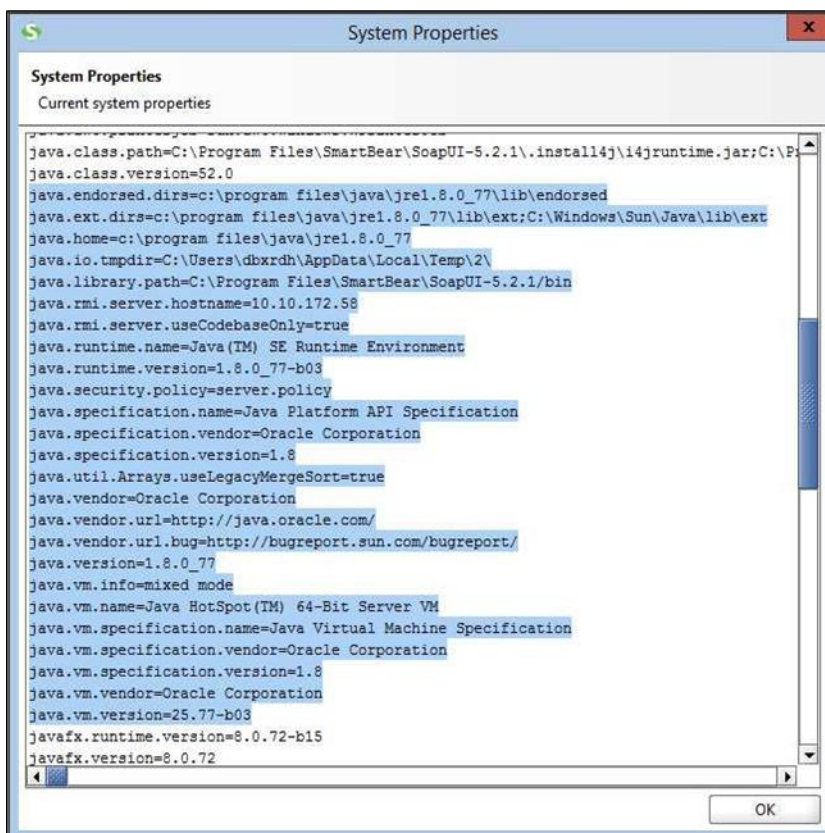 System Properties
x
System Properties
Current system properties
java.class.path=C:\Program Files\SmartBear\SoapUI-5.2.1\.install4j\i4jruntime.jar;C:\P
java.class.version=52.0
java.endorsed.dirs=c:\program files\java\jre1.8.0_77\lib\endorsed
java.ext.dirs=c:\program files\java\jre1.8.0_77\lib\ext;C:\Windows\Sun\Java\lib\ext
java.home=c:\program files\java\jre1.8.0_77
java.io.tmpdir=C:\Users\dbxrdh\AppData\Local\Temp\2\
java.library.path=C:\Program Files\SmartBear\SoapUI-5.2.1/bin
java.rmi.server.hostname=10.10.172.58
java.rmi.server.useCodebaseOnly=true
java.runtime.name=Java(TM) SE Runtime Environment
java.runtime.version=1.8.0_77-b03
java.security.policy=server.policy
java.specification.name=Java Platform API Specification
java.specification.vendor=Oracle Corporation
java.specification.version=1.8
java.util.Arrays.useLegacyMergeSort=true
java.vendor=Oracle Corporation
java.vendor.url=http://java.oracle.com/
java.vendor.url.bug=http://bugreport.sun.com/bugreport/
java.version=1.8.0_77
java.vm.info=mixed mode
java.vm.name=Java HotSpot(TM) 64-Bit Server VM
java.vm.specification.name=Java Virtual Machine Specification
java.vm.specification.vendor=Oracle Corporation
java.vm.specification.version=1.8
java.vm.vendor=Oracle Corporation
java.vm.version=25.77-b03
javafx.runtime.version=8.0.72-b15
javafx.version=8.0.72
OK